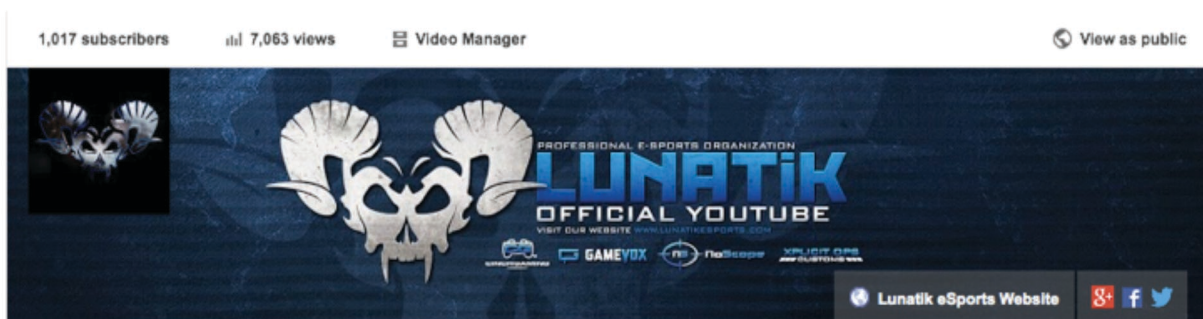 1,017 subscribers 7,063 views Video Manager View as public
PROFESSIONAL E-SPORTS ORGANIZATION
LUNATiK
OFFICIAL YOUTUBE
VISIT OUR WEBSITE WWW.LUNATIKESPORTS.COM
GAMEVOX NS NoScope XPLICIT OPS
CUSTOMS
Lunatik eSports Website g+ f